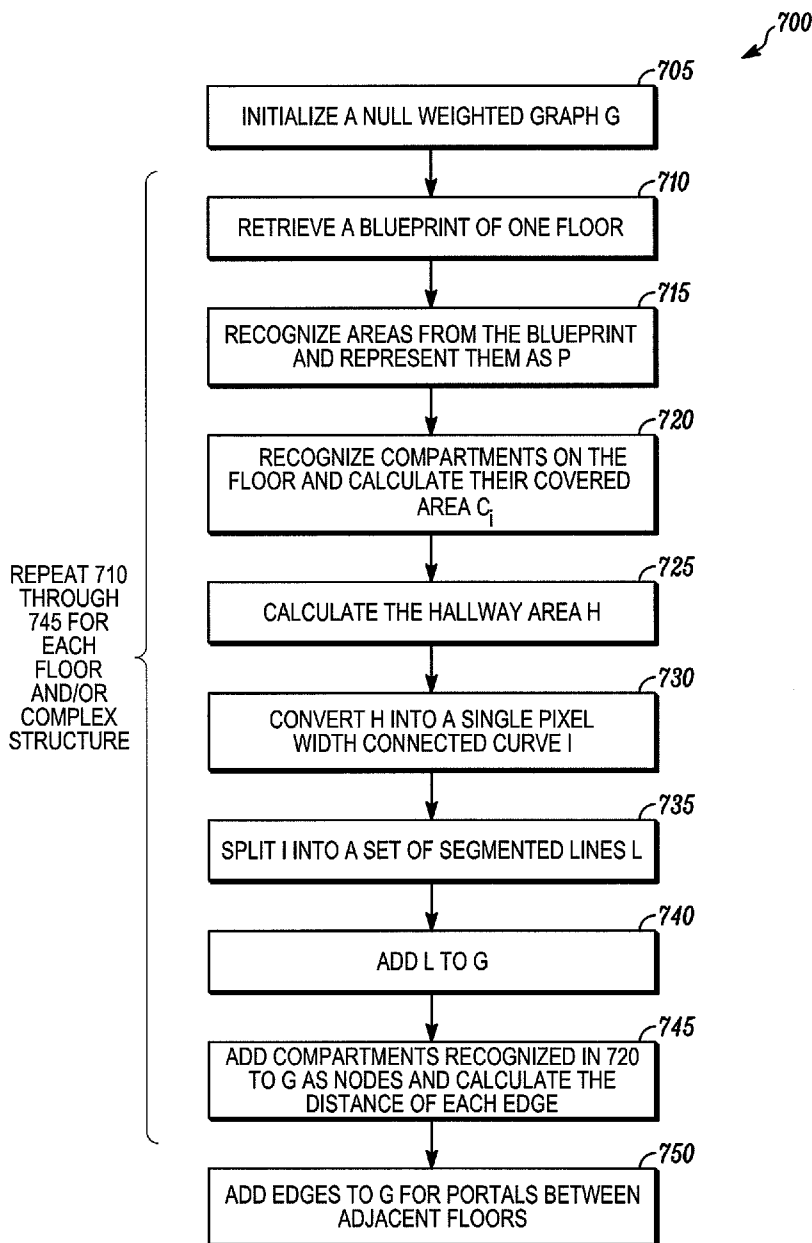 700
705
INITIALIZE A NULL WEIGHTED GRAPH G
710
RETRIEVE A BLUEPRINT OF ONE FLOOR
715
RECOGNIZE AREAS FROM THE BLUEPRINT
AND REPRESENT THEM AS P
720
RECOGNIZE COMPARTMENTS ON THE
FLOOR AND CALCULATE THEIR COVERED
AREA Ci
REPEAT 710
THROUGH
745 FOR
EACH
FLOOR
AND/OR
COMPLEX
STRUCTURE
725
CALCULATE THE HALLWAY AREA H
730
CONVERT H INTO A SINGLE PIXEL
WIDTH CONNECTED CURVE I
735
SPLIT I INTO A SET OF SEGMENTED LINES L
740
ADD L TO G
745
ADD COMPARTMENTS RECOGNIZED IN 720
TO G AS NODES AND CALCULATE THE
DISTANCE OF EACH EDGE
750
ADD EDGES TO G FOR PORTALS BETWEEN
ADJACENT FLOORS